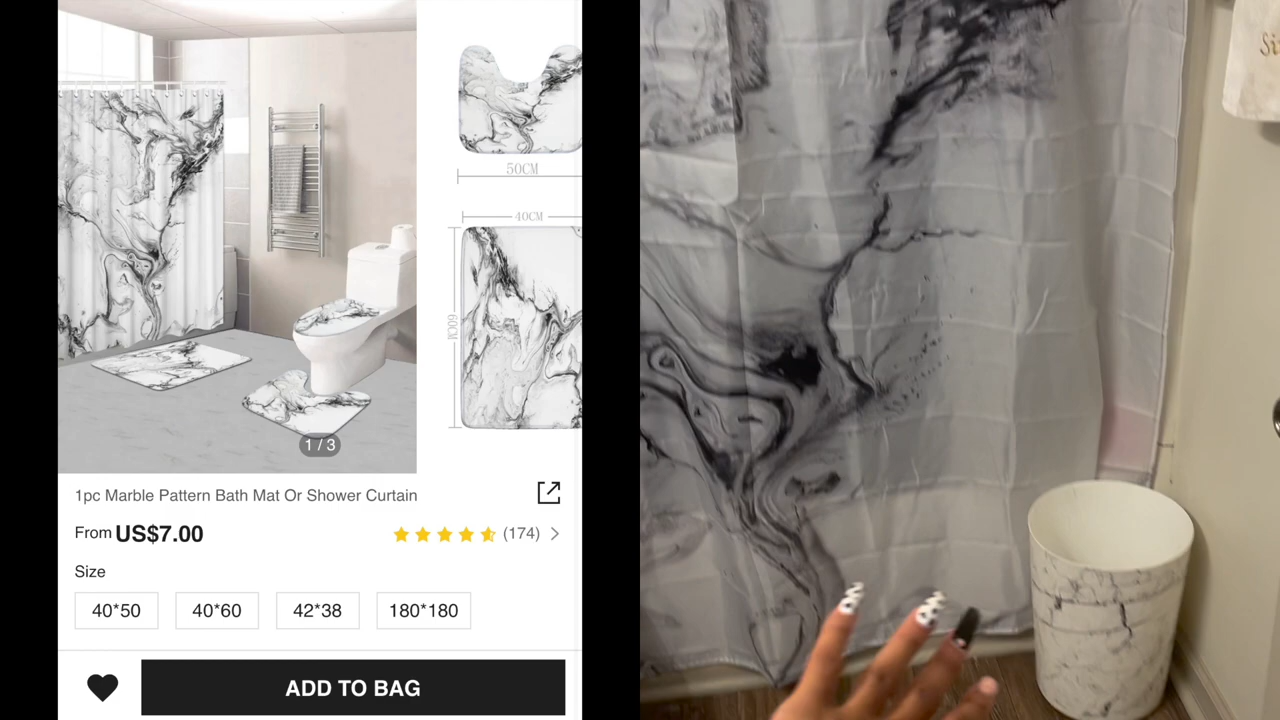 50CM
40CM
60CM
1 / 3
1pc Marble Pattern Bath Mat Or Shower Curtain
From US$7.00
(174)
Size
40*50
40*60
42*38
180*180
ADD TO BAG